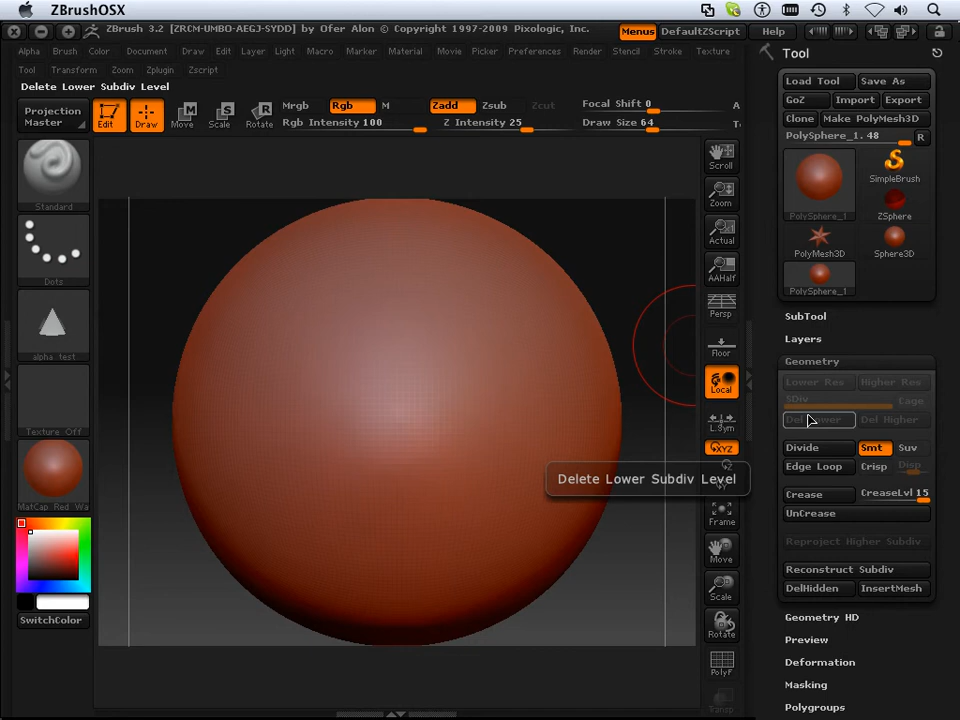 ZBrushOSX
ZBrush 3.2 [ZRCM-UMBO-AEGJ-SYDD] by Ofer Alon © Copyright 1997-2009 Pixologic, Inc.
Menus
DefaultZScript
Help
Alpha Brush Color Document Draw Edit Layer Light Macro Marker Material Movie Picker Preferences Render Stencil Stroke Texture
Tool Transform Zoom Zplugin Zscript
Delete Lower Subdiv Level
Projection
Master
Edit
Draw
Move
Scale
Rotate
Mrgb Rgb M
Zadd Zsub Zcut
Rgb Intensity 100
Z Intensity 25
Focal Shift 0
Draw Size 64
A
Standard
Dots
alpha_test
Texture Off
MatCap Red Wa
SwitchColor
Scroll
Zoom
Actual
AAHalf
Persp
Floor
Local
L.Sym
XYZ
Frame
Move
Scale
Rotate
PolyF
Transp
Delete Lower Subdiv Level
Tool
Load Tool Save As
GoZ Import Export
Clone Make PolyMesh3D
PolySphere_1. 48 R
PolySphere_1
SimpleBrush
ZSphere
PolyMesh3D
Sphere3D
PolySphere_1
SubTool
Layers
Geometry
Lower Res Higher Res
SDiv Cage
Del Lower Del Higher
Divide Smt Suv
Edge Loop Crisp Disp
Crease CreaseLvl 15
UnCrease
Reproject Higher Subdiv
Reconstruct Subdiv
DelHidden InsertMesh
Geometry HD
Preview
Deformation
Masking
Polygroups